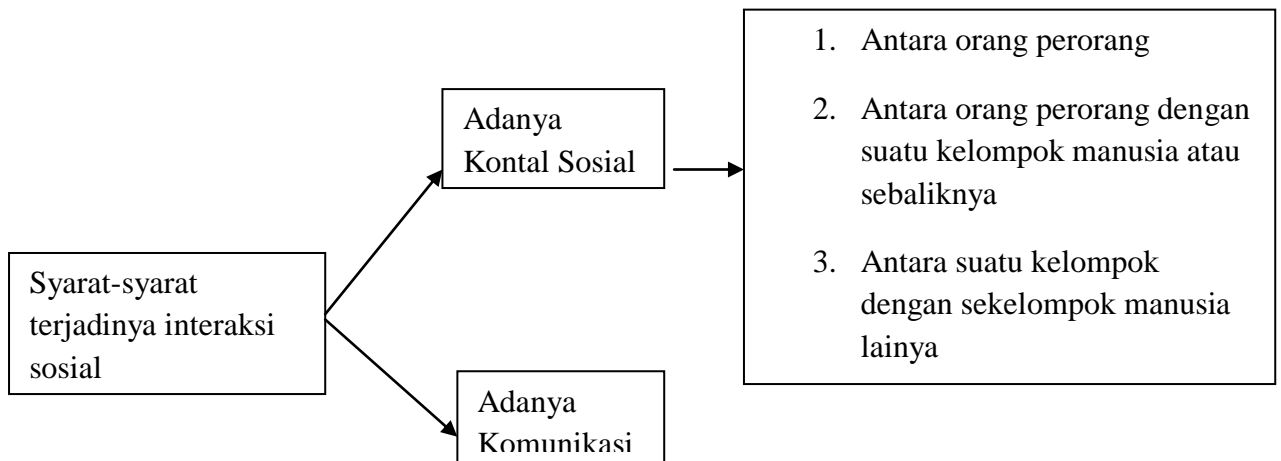 Syarat-syarat
terjadinya interaksi
sosial
Adanya
Kontal Sosial
1. Antara orang perorang
2. Antara orang perorang dengan
suatu kelompok manusia atau
sebaliknya
3. Antara suatu kelompok
dengan sekelompok manusia
lainya
Adanya
Komunikasi